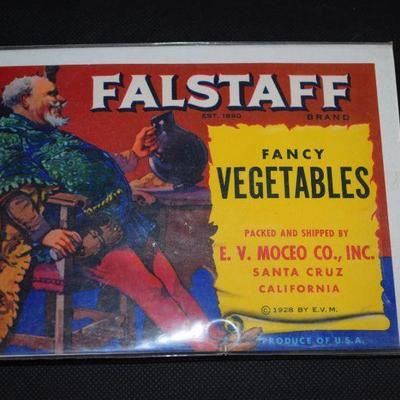 FALSTAFF
EST. 1890 BRAND
FANCY
VEGETABLES
PACKED AND SHIPPED BY
E. V. MOCEO CO., INC.
SANTA CRUZ
CALIFORNIA
© 1928 BY E.V.M.
PRODUCE OF U.S.A.